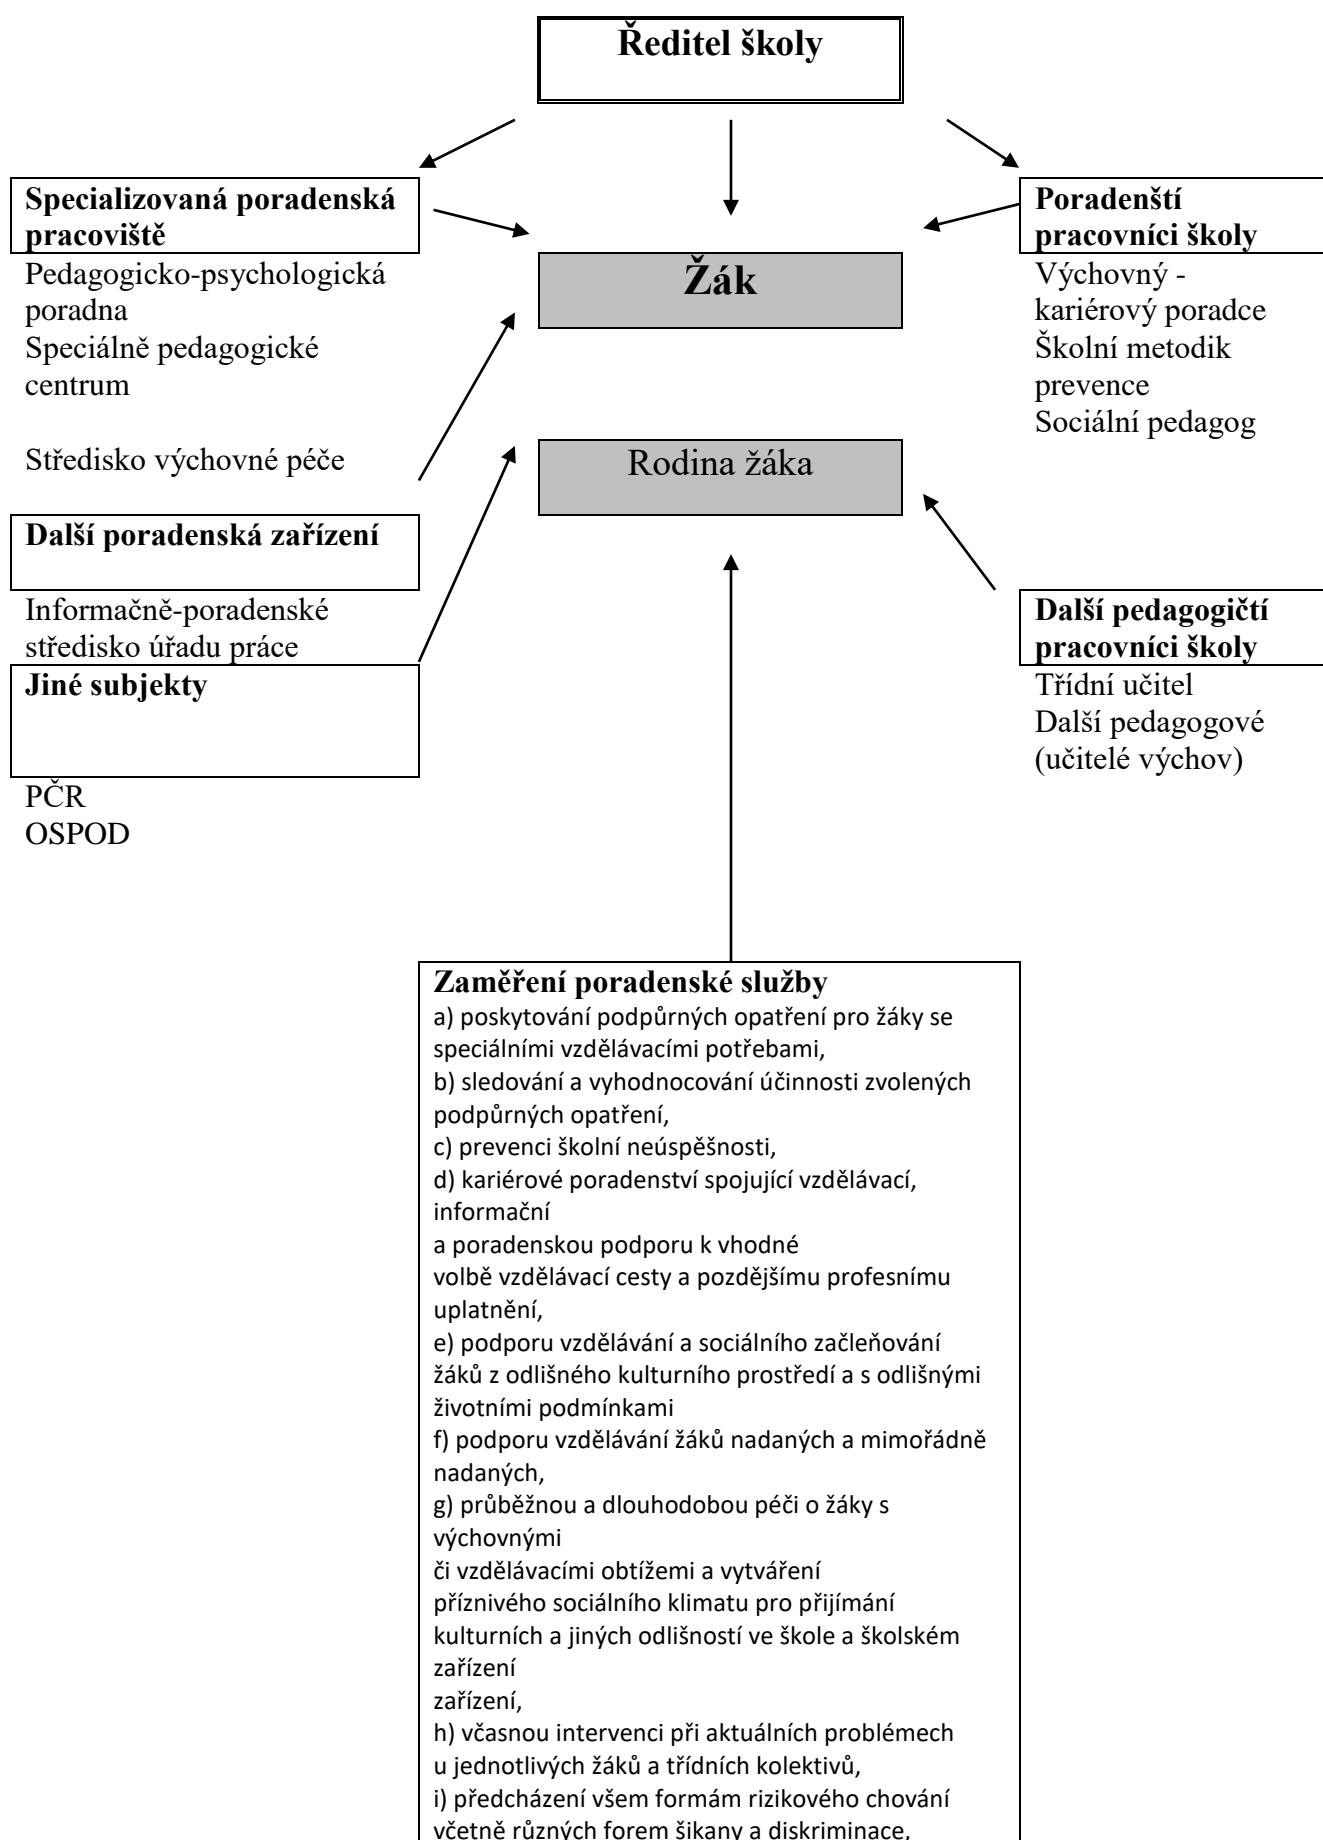 Ředitel školy
Specializovaná poradenská
pracoviště
Pedagogicko-psychologická
poradna
Speciálně pedagogické
centrum
Středisko výchovné péče
Další poradenská zařízení
Informačně-poradenské
středisko úřadu práce
Jiné subjekty
PČR
OSPOD
Žák
Rodina žáka
Poradenští
pracovníci školy
Výchovný -
kariérový poradce
Školní metodik
prevence
Sociální pedagog
Další pedagogičtí
pracovníci školy
Třídní učitel
Další pedagogové
(učitelé výchov)
Zaměření poradenské služby
a) poskytování podpůrných opatření pro žáky se
speciálními vzdělávacími potřebami,
b) sledování a vyhodnocování účinnosti zvolených
podpůrných opatření,
c) prevenci školní neúspěšnosti,
d) kariérové poradenství spojující vzdělávací,
informační
a poradenskou podporu k vhodné
volbě vzdělávací cesty a pozdějšímu profesnímu
uplatnění,
e) podporu vzdělávání a sociálního začleňování
žáků z odlišného kulturního prostředí a s odlišnými
životními podmínkami
f) podporu vzdělávání žáků nadaných a mimořádně
nadaných,
g) průběžnou a dlouhodobou péči o žáky s
výchovnými
či vzdělávacími obtížemi a vytváření
příznivého sociálního klimatu pro přijímání
kulturních a jiných odlišností ve škole a školském
zařízení
zařízení,
h) včasnou intervenci při aktuálních problémech
u jednotlivých žáků a třídních kolektivů,
i) předcházení všem formám rizikového chování
včetně různých forem šikany a diskriminace,